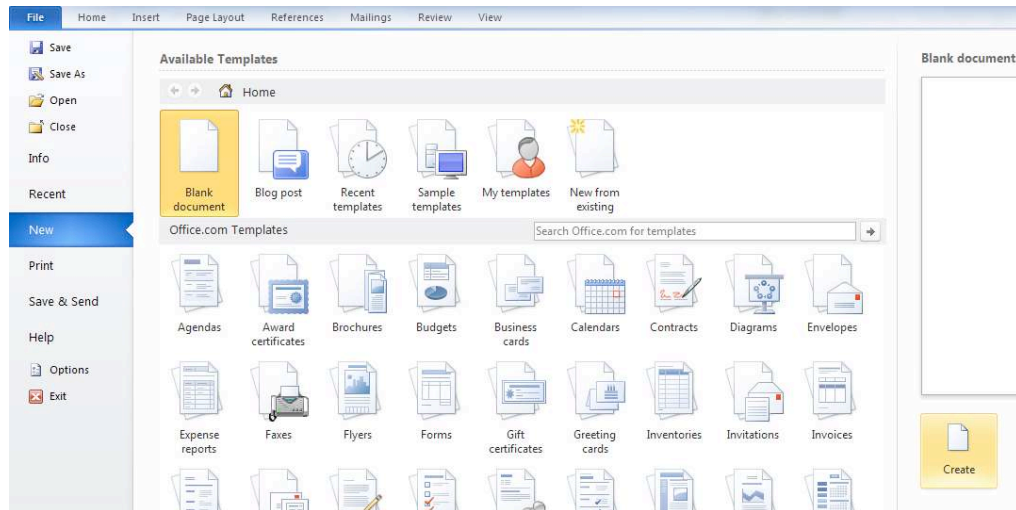 File Home Insert Page Layout References Mailings Review View
Save
Save As
Open
Close
Info
Recent
New
Print
Save & Send
Help
Options
Exit
Available Templates
Home
Blank document
Blog post
Recent templates
Sample templates
My templates
New from existing
Office.com Templates
Search Office.com for templates
Agendas
Award certificates
Brochures
Budgets
Business cards
Calendars
Contracts
Diagrams
Envelopes
Expense reports
Faxes
Flyers
Forms
Gift certificates
Greeting cards
Inventories
Invitations
Invoices
Blank document
Create